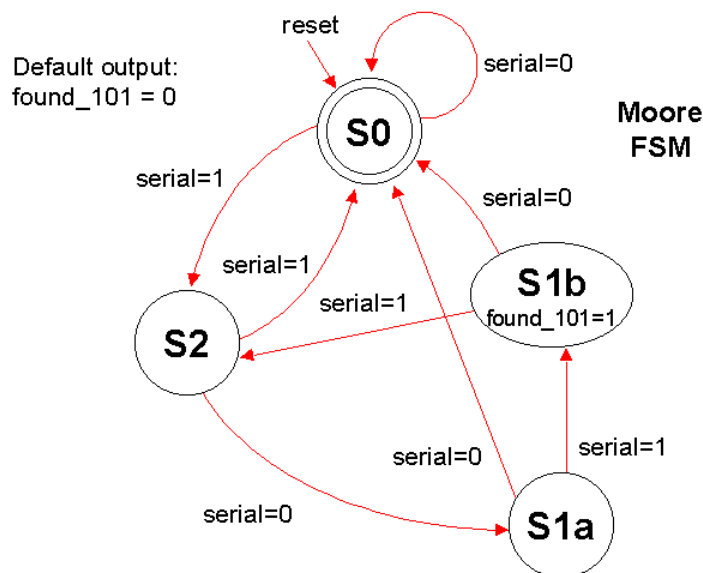 reset
Default output:
found_101 = 0
serial=0
Moore
FSM
S0
serial=1
serial=0
serial=1
S1b
found_101=1
serial=1
S2
serial=0
serial=1
serial=0
S1a